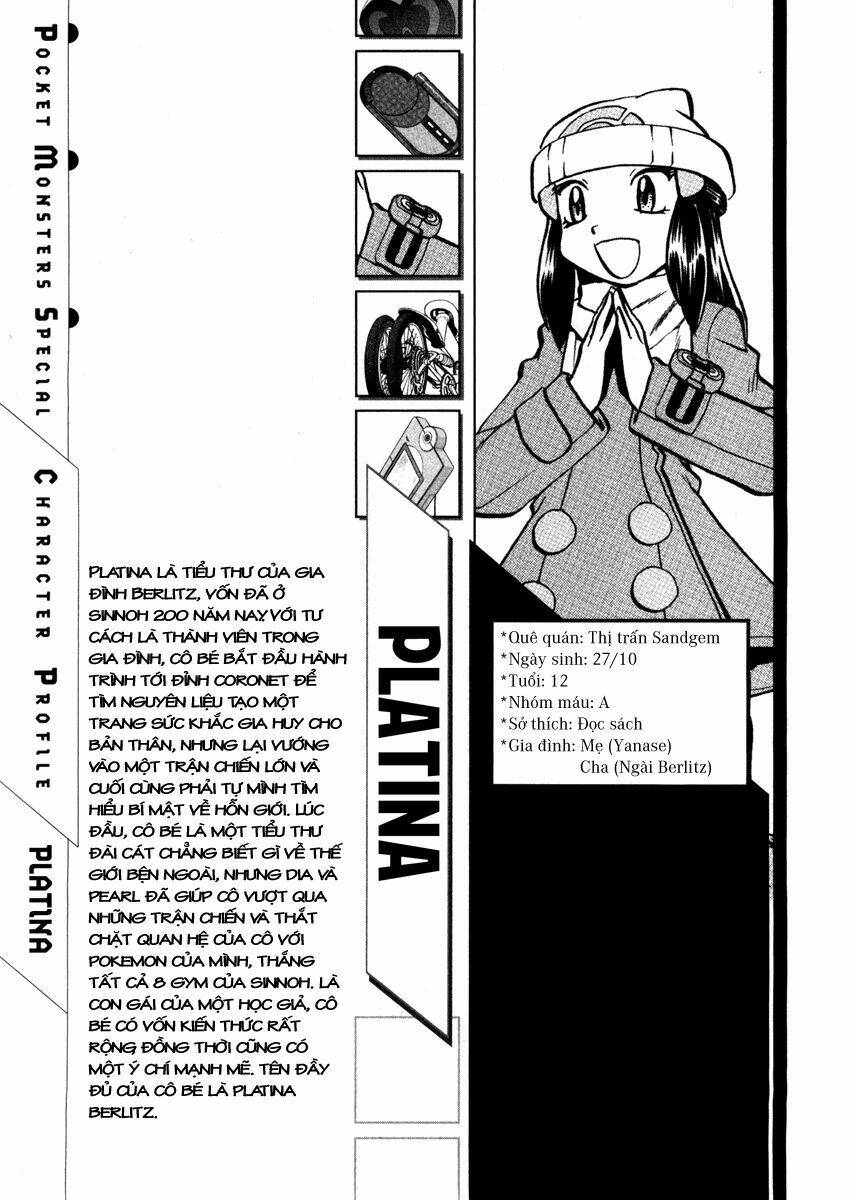 POCKET MONSTERS SPECIAL
CHARACTER PROFILE
PLATINA
PLATINA LÀ TIỂU THƯ CỦA GIA
ĐÌNH BERLITZ, VỐN ĐÃ Ở
SINNOH 200 NĂM NAY. VỚI TƯ
CÁCH LÀ THÀNH VIÊN TRONG
GIA ĐÌNH, CÔ BÉ BẮT ĐẦU HÀNH
TRÌNH TỚI ĐỈNH CORONET ĐỂ
TÌM NGUYÊN LIỆU TẠO MỘT
TRANG SỨC KHẮC GIA HUY CHO
BẢN THÂN, NHƯNG LẠI VƯỚNG
VÀO MỘT TRẬN CHIẾN LỚN VÀ
CUỐI CÙNG PHẢI TỰ MÌNH TÌM
HIỂU BÍ MẬT VỀ HỖN GIỚI. LÚC
ĐẦU, CÔ BÉ LÀ MỘT TIỂU THƯ
ĐÀI CÁT CHẲNG BIẾT GÌ VỀ THẾ
GIỚI BỆN NGOÀI, NHƯNG DIA VÀ
PEARL ĐÃ GIÚP CÔ VƯỢT QUA
NHỮNG TRẬN CHIẾN VÀ THẮT
CHẶT QUAN HỆ CỦA CÔ VỚI
POKEMON CỦA MÌNH, THẮNG
TẤT CẢ 8 GYM CỦA SINNOH. LÀ
CON GÁI CỦA MỘT HỌC GIẢ, CÔ
BÉ CÓ VỐN KIẾN THỨC RẤT
RỘNG, ĐỒNG THỜI CŨNG CÓ
MỘT Ý CHÍ MẠNH MẼ. TÊN ĐẦY
ĐỦ CỦA CÔ BÉ LÀ PLATINA
BERLITZ.
PLATINA
*Quê quán: Thị trấn Sandgem
*Ngày sinh: 27/10
*Tuổi: 12
*Nhóm máu: A
*Sở thích: Đọc sách
*Gia đình: Mẹ (Yanase)
Cha (Ngài Berlitz)